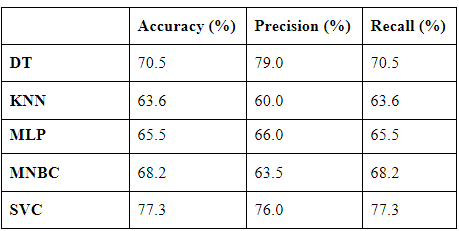 Accuracy (%) Precision (%) Recall (%)
DT 70.5 79.0 70.5
KNN 63.6 60.0 63.6
MLP 65.5 66.0 65.5
MNBC 68.2 63.5 68.2
SVC 77.3 76.0 77.3